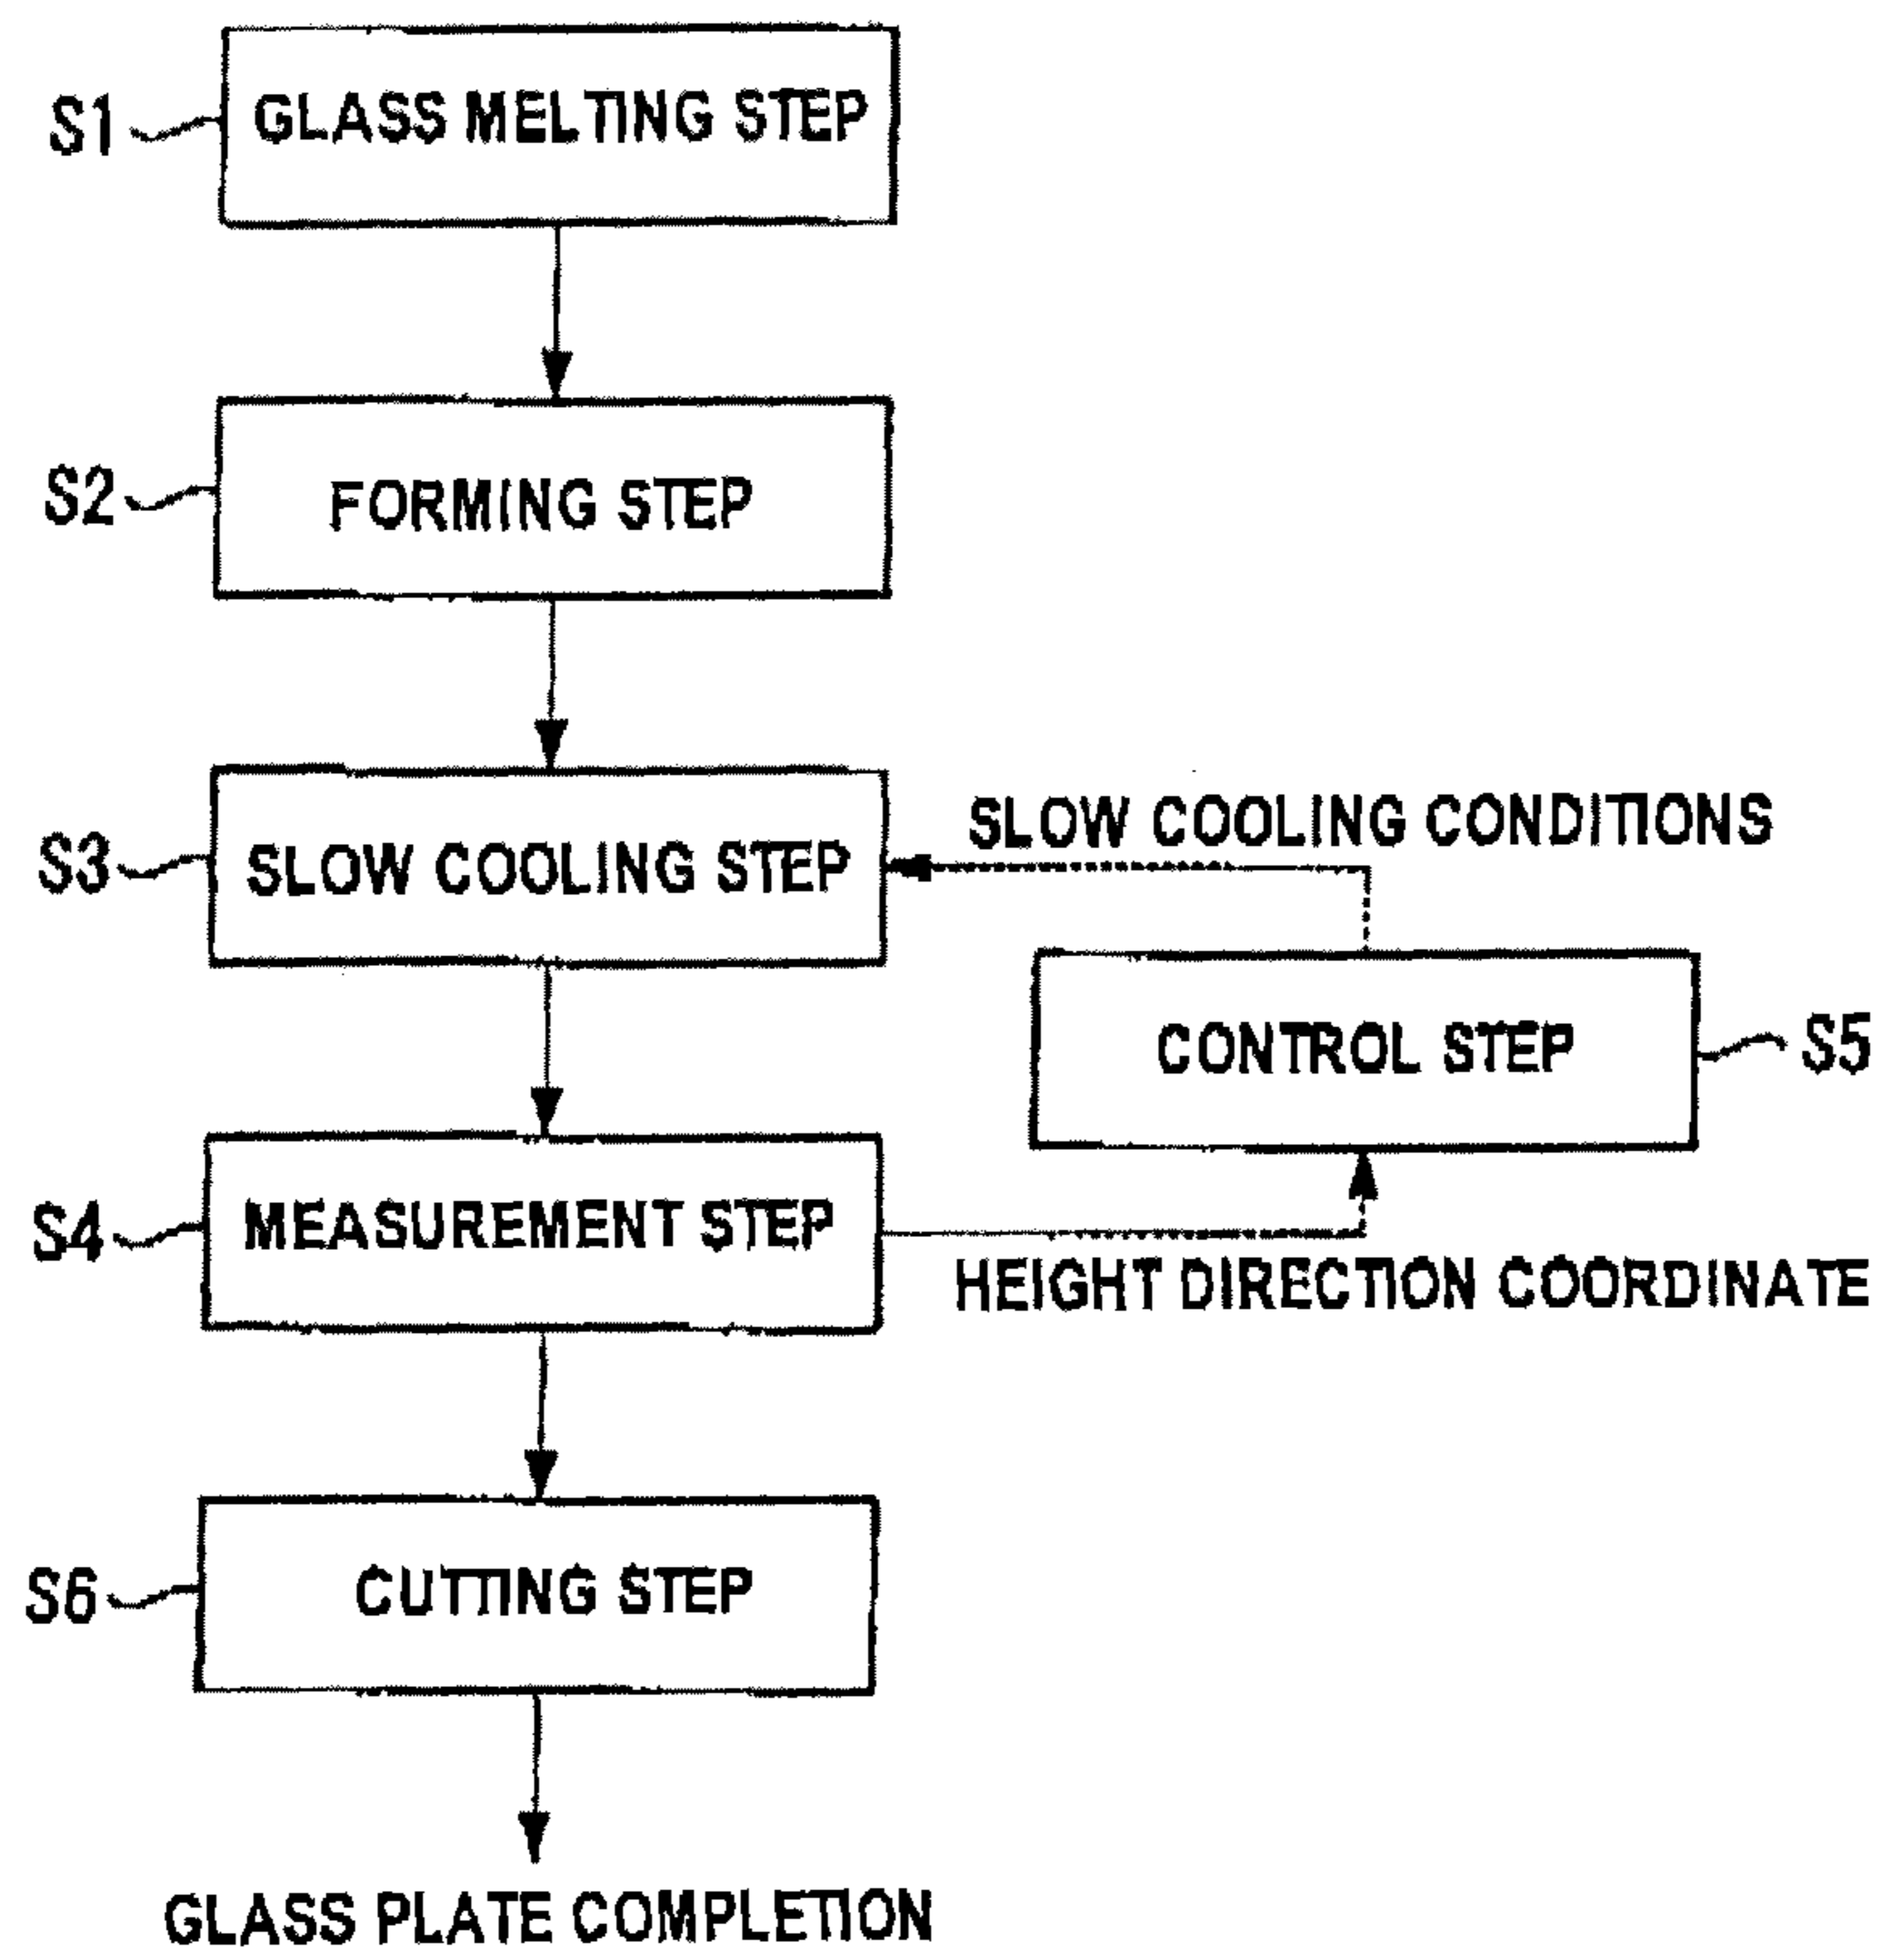 S1
GLASS MELTING STEP
S2
FORMING STEP
S3
SLOW COOLING STEP
SLOW COOLING CONDITIONS
CONTROL STEP
S5
S4
MEASUREMENT STEP
HEIGHT DIRECTION COORDINATE
S6
CUTTING STEP
GLASS PLATE COMPLETION